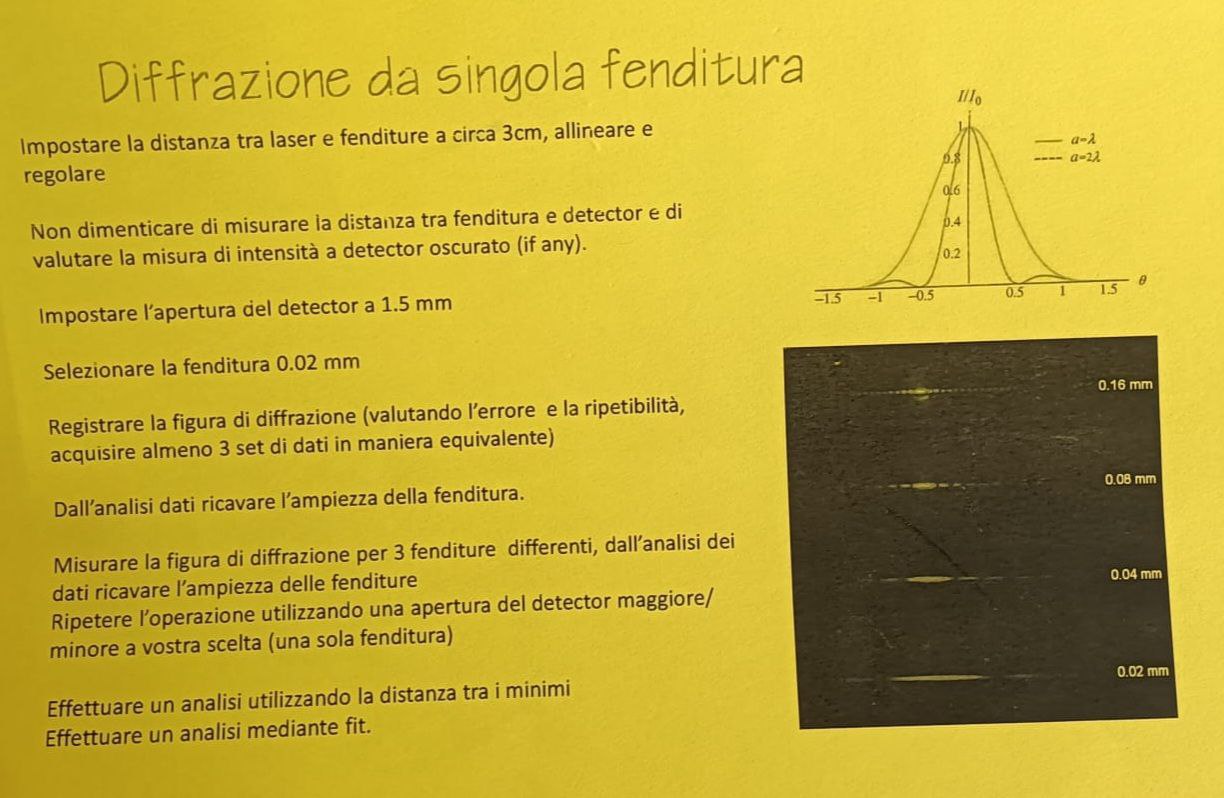 Diffrazione da singola fenditura
Impostare la distanza tra laser e fenditure a circa 3cm, allineare e
regolare
Non dimenticare di misurare la distanza tra fenditura e detector e di
valutare la misura di intensità a detector oscurato (if any).
Impostare l'apertura del detector a 1.5 mm
Selezionare la fenditura 0.02 mm
Registrare la figura di diffrazione (valutando l'errore e la ripetibilità,
acquisire almeno 3 set di dati in maniera equivalente)
Dall'analisi dati ricavare l'ampiezza della fenditura.
Misurare la figura di diffrazione per 3 fenditure differenti, dall'analisi dei
dati ricavare l'ampiezza delle fenditure
Ripetere l'operazione utilizzando una apertura del detector maggiore/
minore a vostra scelta (una sola fenditura)
Effettuare un analisi utilizzando la distanza tra i minimi
Effettuare un analisi mediante fit.
I/I₀
1
0.8
0.6
0.4
0.2
a=λ
a=2λ
−1.5 −1 −0.5 0.5 1 1.5 θ
0.16 mm
0.08 mm
0.04 mm
0.02 mm